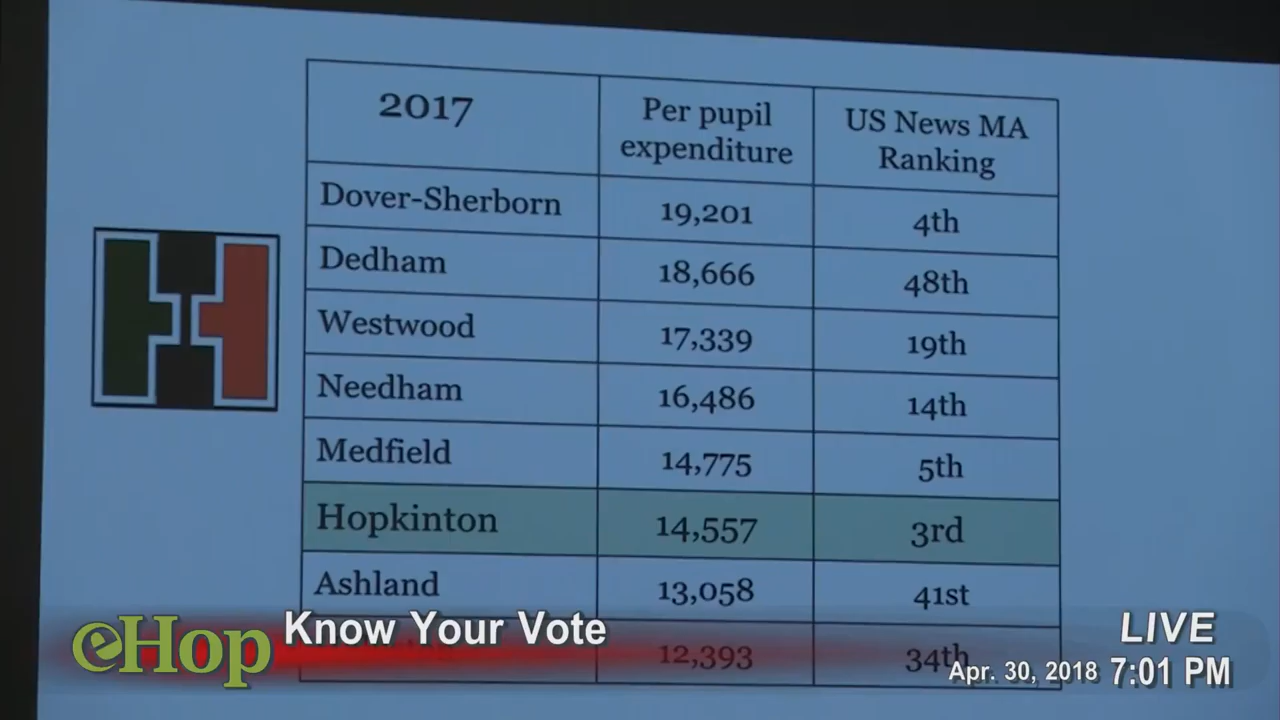 2017 Per pupil expenditure US News MA Ranking
Dover-Sherborn 19,201 4th
Dedham 18,666 48th
Westwood 17,339 19th
Needham 16,486 14th
Medfield 14,775 5th
Hopkinton 14,557 3rd
Ashland 13,058 41st
12,393 34th
eHop Know Your Vote
LIVE
Apr. 30, 2018 7:01 PM